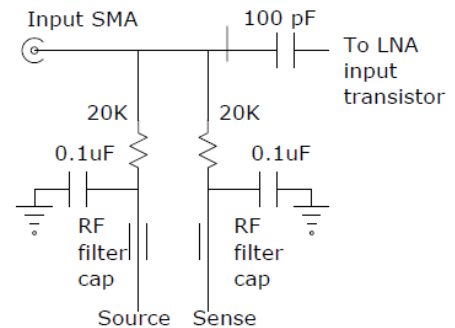 Input SMA
100 pF
To LNA
input
transistor
20K
20K
0.1uF
0.1uF
RF
filter
cap
RF
filter
cap
Source
Sense